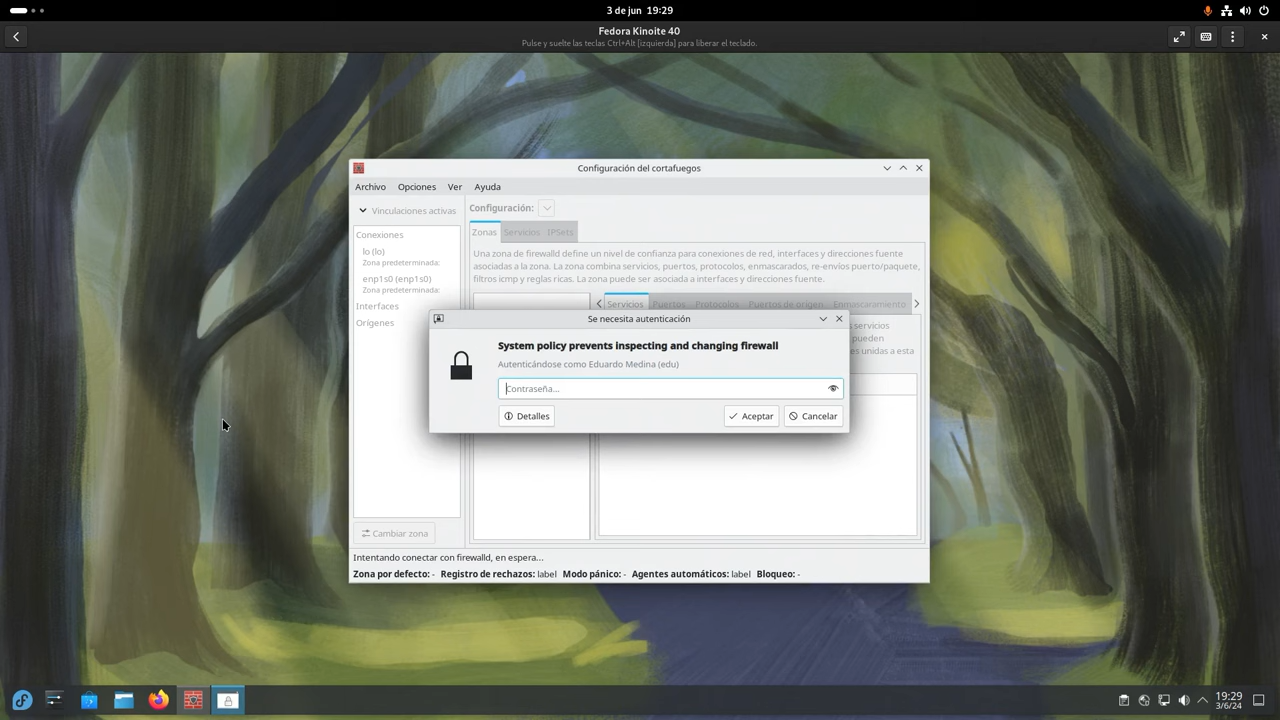 3 de jun 19:29
Fedora Kinoite 40
Pulse y suelte las teclas Ctrl+Alt [izquierda] para liberar el teclado.
Configuración del cortafuegos
Archivo Opciones Ver Ayuda
Vinculaciones activas
Configuración:
Zonas Servicios IPSets
Conexiones
lo (lo)
Zona predeterminada:
enp1s0 (enp1s0)
Zona predeterminada:
Interfaces
Orígenes
Una zona de firewalld define un nivel de confianza para conexiones de red, interfaces y direcciones fuente
asociadas a la zona. La zona combina servicios, puertos, protocolos, enmascarados, re-envíos puerto/paquete,
filtros icmp y reglas ricas. La zona puede ser asociada a interfaces y direcciones fuente.
Servicios Puertos Protocolos Puertos de origen Enmascaramiento
servicios
pueden
es unidas a esta
Se necesita autenticación
System policy prevents inspecting and changing firewall
Autenticándose como Eduardo Medina (edu)
Contraseña...
Detalles Aceptar Cancelar
Cambiar zona
Intentando conectar con firewalld, en espera...
Zona por defecto: - Registro de rechazos: label Modo pánico: - Agentes automáticos: label Bloqueo: -
19:29
3/6/24